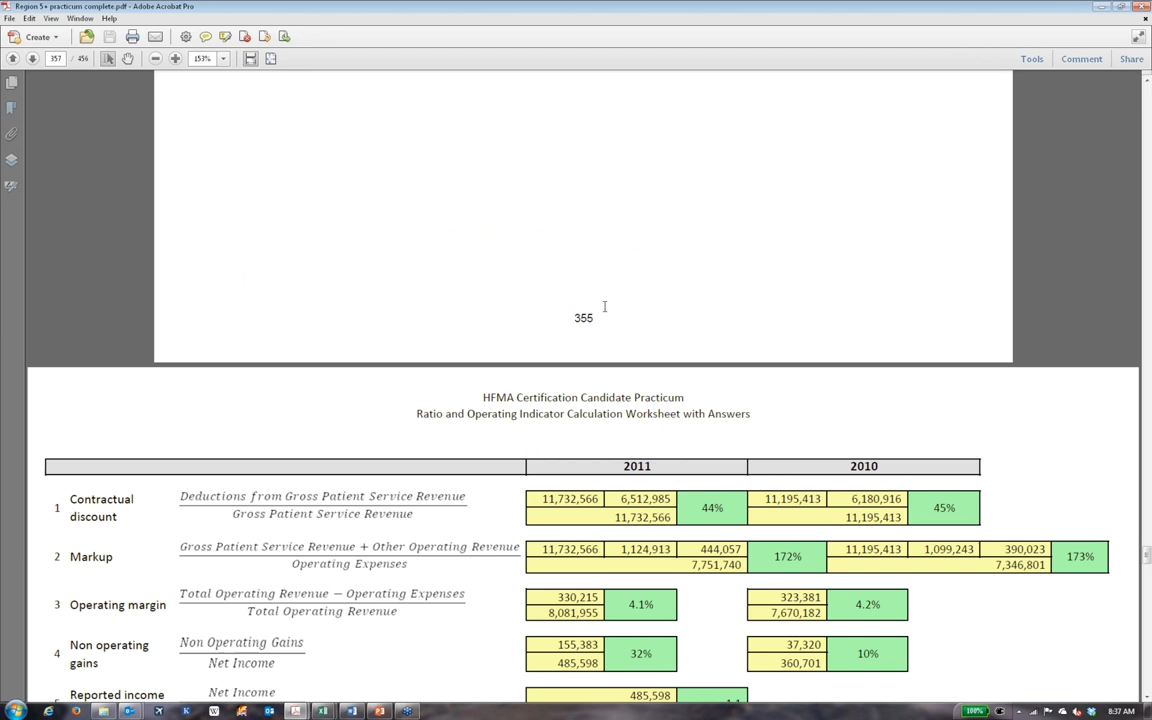 Region 5+ practicum complete.pdf - Adobe Acrobat Pro
File Edit View Window Help
Create
357 / 456 153% Tools Comment Share
355
HFMA Certification Candidate Practicum
Ratio and Operating Indicator Calculation Worksheet with Answers
2011 2010
1 Contractual discount Deductions from Gross Patient Service Revenue 11,732,566 6,512,985 44% 11,195,413 6,180,916 45%
Gross Patient Service Revenue 11,732,566 11,195,413
2 Markup Gross Patient Service Revenue + Other Operating Revenue 11,732,566 1,124,913 444,057 172% 11,195,413 1,099,243 390,023 173%
Operating Expenses 7,751,740 7,346,801
3 Operating margin Total Operating Revenue − Operating Expenses 330,215 4.1% 323,381 4.2%
Total Operating Revenue 8,081,955 7,670,182
4 Non operating gains Non Operating Gains 155,383 32% 37,320 10%
Net Income 485,598 360,701
Reported income Net Income 485,598
100% 8:37 AM